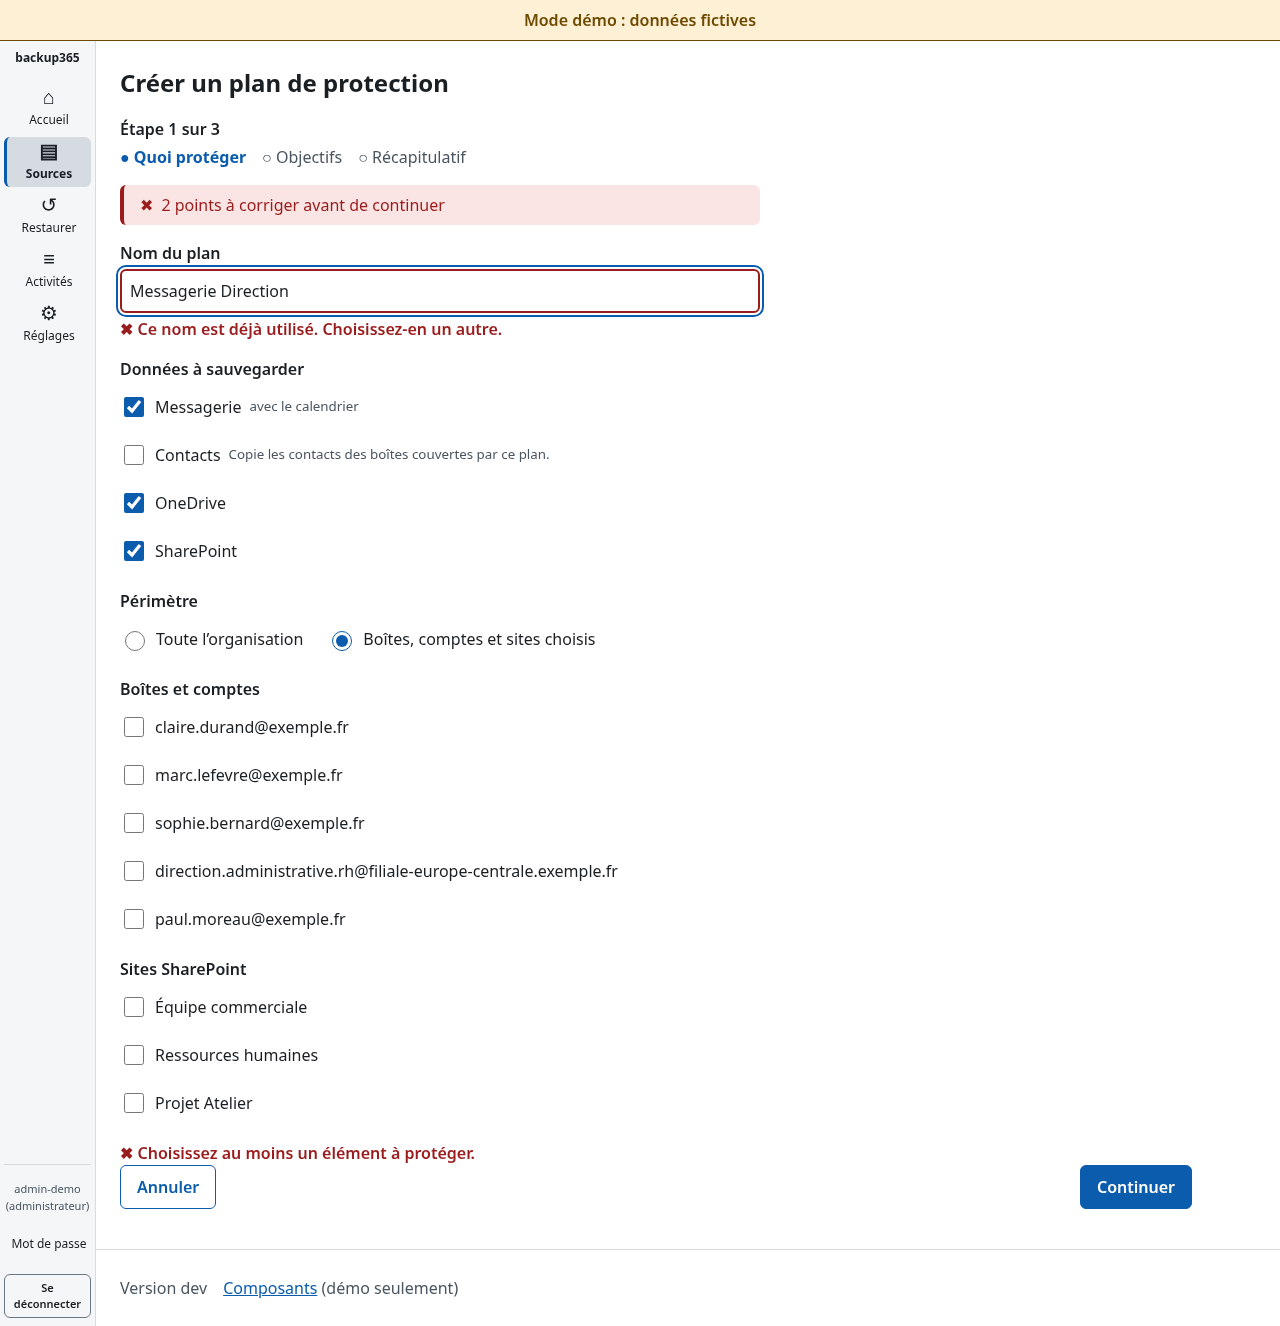 Mode démo : données fictives
backup365
Accueil
Sources
Restaurer
Activités
Réglages
admin-demo
(administrateur)
Mot de passe
Se
déconnecter
Créer un plan de protection
Étape 1 sur 3
● Quoi protéger ○ Objectifs ○ Récapitulatif
✖ 2 points à corriger avant de continuer
Nom du plan
Messagerie Direction
✖ Ce nom est déjà utilisé. Choisissez-en un autre.
Données à sauvegarder
Messagerie avec le calendrier
Contacts Copie les contacts des boîtes couvertes par ce plan.
OneDrive
SharePoint
Périmètre
Toute l’organisation Boîtes, comptes et sites choisis
Boîtes et comptes
claire.durand@exemple.fr
marc.lefevre@exemple.fr
sophie.bernard@exemple.fr
direction.administrative.rh@filiale-europe-centrale.exemple.fr
paul.moreau@exemple.fr
Sites SharePoint
Équipe commerciale
Ressources humaines
Projet Atelier
✖ Choisissez au moins un élément à protéger.
Annuler Continuer
Version dev Composants (démo seulement)